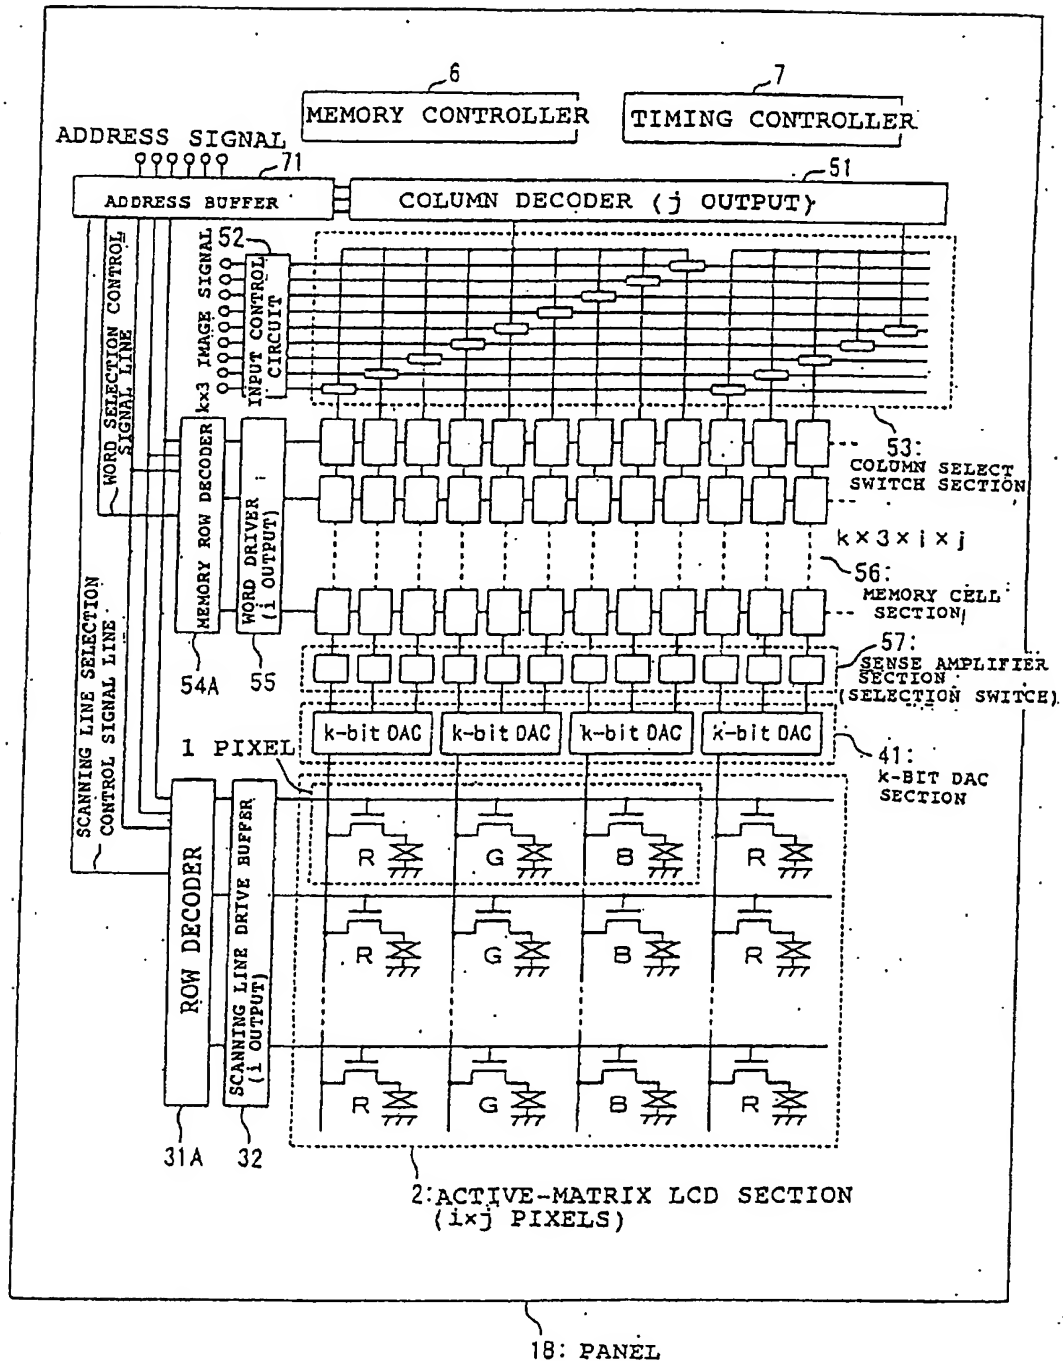 6
7
MEMORY CONTROLLER
TIMING CONTROLLER
ADDRESS SIGNAL
71
51
ADDRESS BUFFER
COLUMN DECODER (j OUTPUT)
WORD SELECTION CONTROL
SIGNAL LINE
k×3 IMAGE SIGNAL
52
INPUT CONTROL
CIRCUIT
53:
COLUMN SELECT
SWITCH SECTION
MEMORY ROW DECODER
WORD DRIVER
(i OUTPUT)
k×3×i×j
56:
MEMORY CELL
SECTION
54A
55
57:
SENSE AMPLIFIER
SECTION
(SELECTION SWITCH)
SCANNING LINE SELECTION
CONTROL SIGNAL LINE
k-bit DAC
k-bit DAC
k-bit DAC
k-bit DAC
1 PIXEL
41:
k-BIT DAC
SECTION
ROW DECODER
SCANNING LINE DRIVE BUFFER
(i OUTPUT)
R G B R
R G B R
R G B R
31A
32
2:ACTIVE-MATRIX LCD SECTION
(i×j PIXELS)
18: PANEL